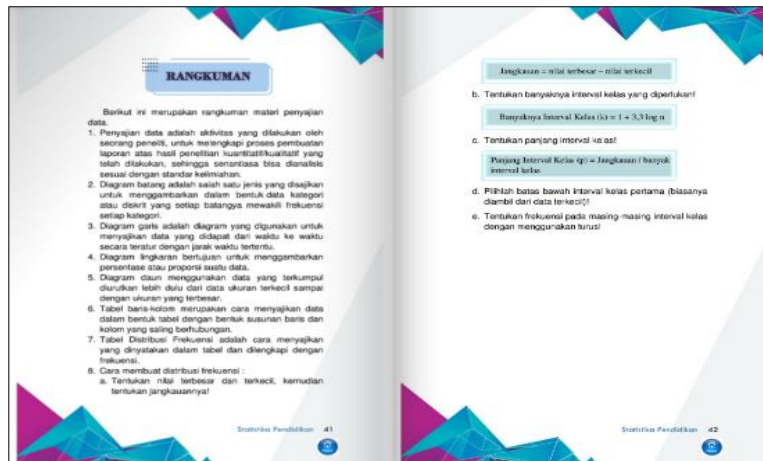 RANGKUMAN
Berikut ini merupakan rangkuman materi penyajian
data.
1. Penyajian data adalah aktivitas yang dilakukan oleh
seorang peneliti, untuk melengkapi proses pembuatan
laporan atas hasil penelitian kuantitatif/kualitatif yang
telah dilakukan, sehingga senantiasa bisa dianalisis
sesuai dengan standar keilmiahan.
2. Diagram batang adalah salah satu jenis yang disajikan
untuk menggambarkan dalam bentuk data kategori
atau diskrit yang setiap batangya mewakili frekuensi
setiap kategori.
3. Diagram garis adalah diagram yang digunakan untuk
menyajikan data yang didapat dari waktu ke waktu
secara teratur dengan jarak waktu tertentu.
4. Diagram lingkaran bertujuan untuk menggambarkan
persentase atau proporsi suatu data.
5. Diagram daun menggunakan data yang terkumpul
diurutkan lebih dulu dari data ukuran terkecil sampai
dengan ukuran yang terbesar.
6. Tabel baris-kolom merupakan cara menyajikan data
dalam bentuk tabel dengan bentuk susunan baris dan
kolom yang saling berhubungan.
7. Tabel Distribusi Frekuensi adalah cara menyajikan
yang dinyatakan dalam tabel dan dilengkapi dengan
frekuensi.
8. Cara membuat distribusi frekuensi :
a. Tentukan nilai terbesar dan terkecil, kemudian
tentukan jangkauannya!
Statistika Pendidikan 41
Jangkauan = nilai terbesar – nilai terkecil
b. Tentukan banyaknya interval kelas yang diperlukan!
Banyaknya Interval Kelas (k) = 1 + 3,3 log n
c. Tentukan panjang interval kelas!
Panjang Interval Kelas (p) = Jangkauan / banyak
interval kelas
d. Pilihlah batas bawah interval kelas pertama (biasanya
diambil dari data terkecil)!
e. Tentukan frekuensi pada masing-masing interval kelas
dengan menggunakan turus!
Statistika Pendidikan 42